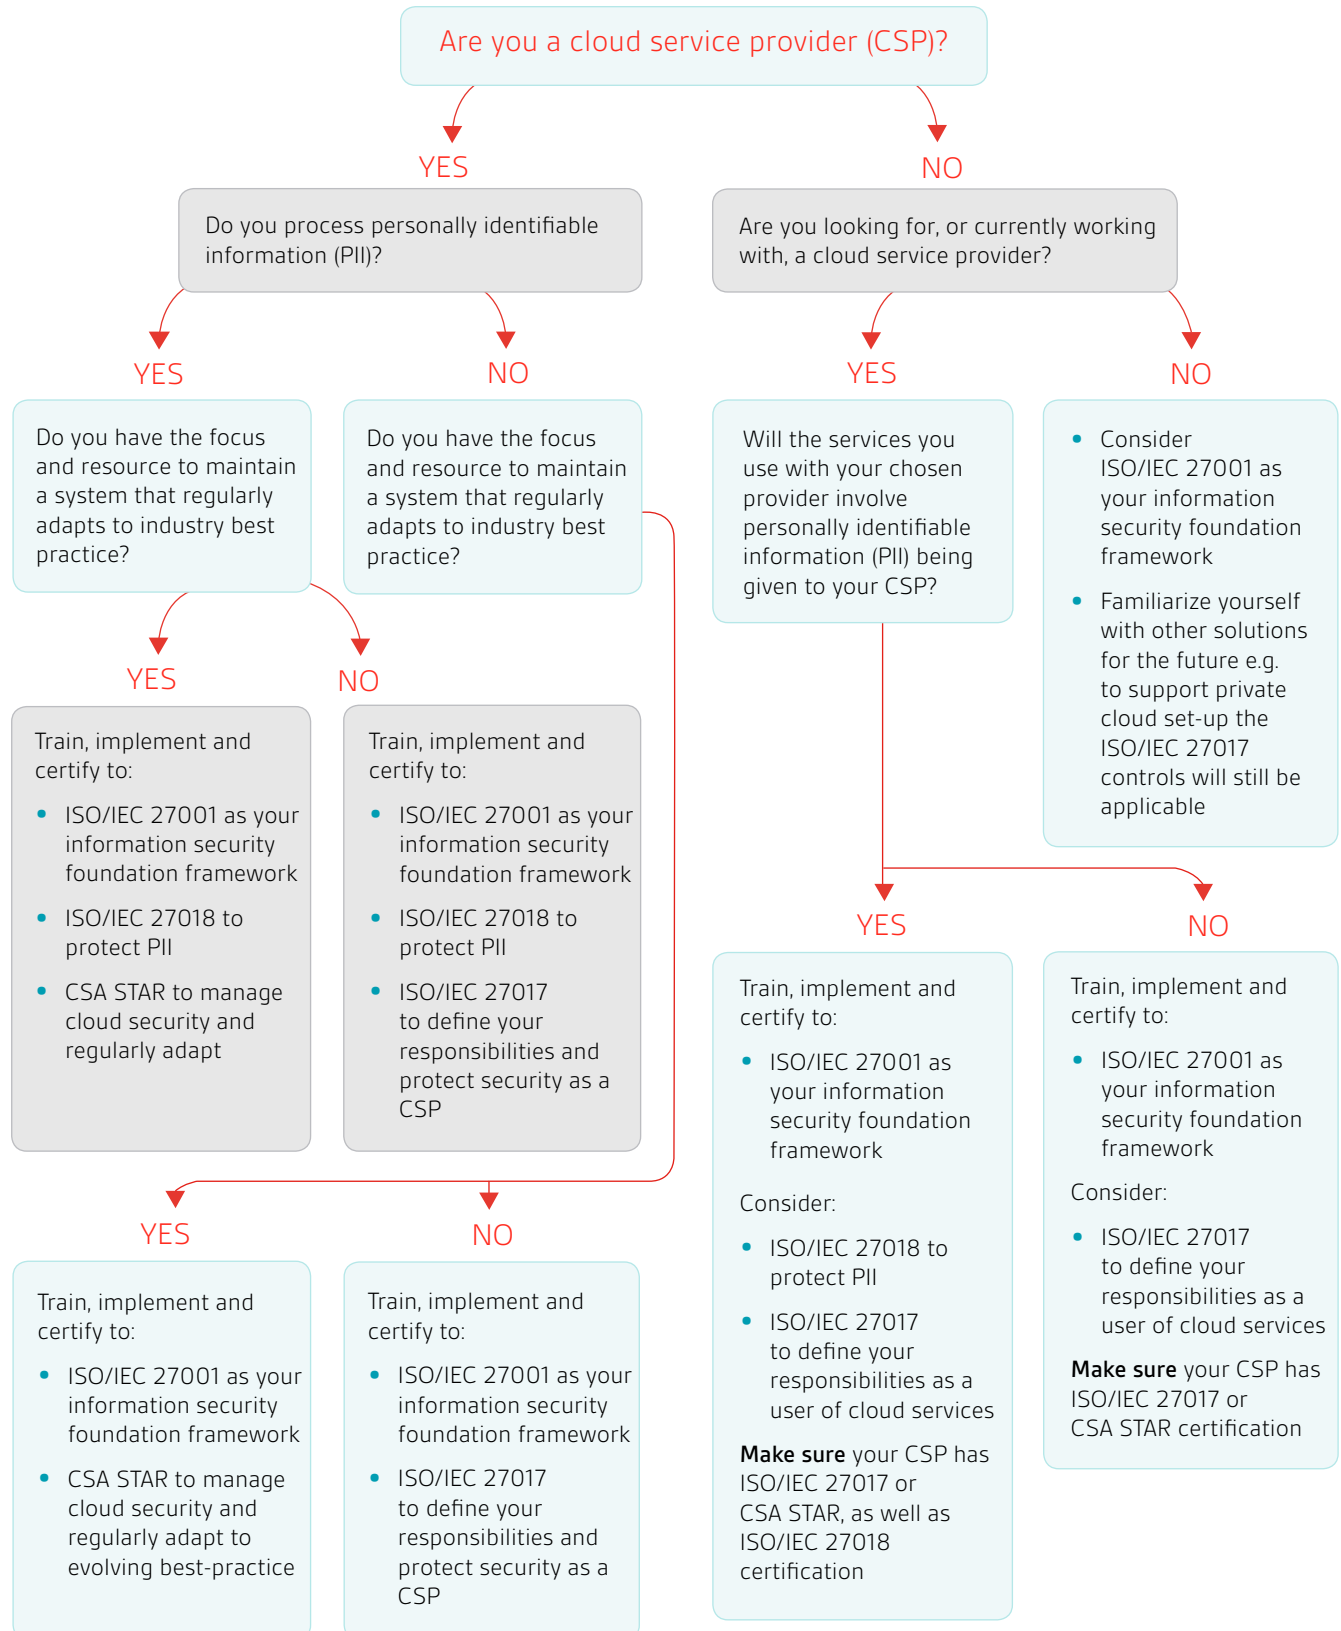 Are you a cloud service provider (CSP)?
YES
NO
Do you process personally identifiable
information (PII)?
Are you looking for, or currently working
with, a cloud service provider?
YES
NO
YES
NO
Do you have the focus
and resource to maintain
a system that regularly
adapts to industry best
practice?
Do you have the focus
and resource to maintain
a system that regularly
adapts to industry best
practice?
Will the services you
use with your chosen
provider involve
personally identifiable
information (PII) being
given to your CSP?
• Consider
ISO/IEC 27001 as
your information
security foundation
framework
• Familiarize yourself
with other solutions
for the future e.g.
to support private
cloud set-up the
ISO/IEC 27017
controls will still be
applicable
YES
NO
Train, implement and
certify to:
• ISO/IEC 27001 as your
information security
foundation framework
• ISO/IEC 27018 to
protect PII
• CSA STAR to manage
cloud security and
regularly adapt
Train, implement and
certify to:
• ISO/IEC 27001 as your
information security
foundation framework
• ISO/IEC 27018 to
protect PII
• ISO/IEC 27017
to define your
responsibilities and
protect security as a
CSP
YES
NO
Train, implement and
certify to:
• ISO/IEC 27001 as
your information
security foundation
framework
Consider:
• ISO/IEC 27018 to
protect PII
• ISO/IEC 27017
to define your
responsibilities as a
user of cloud services
Make sure your CSP has
ISO/IEC 27017 or
CSA STAR, as well as
ISO/IEC 27018
certification
Train, implement and
certify to:
• ISO/IEC 27001 as
your information
security foundation
framework
Consider:
• ISO/IEC 27017
to define your
responsibilities as a
user of cloud services
Make sure your CSP has
ISO/IEC 27017 or
CSA STAR certification
YES
NO
Train, implement and
certify to:
• ISO/IEC 27001 as your
information security
foundation framework
• CSA STAR to manage
cloud security and
regularly adapt to
evolving best-practice
Train, implement and
certify to:
• ISO/IEC 27001 as your
information security
foundation framework
• ISO/IEC 27017
to define your
responsibilities and
protect security as a
CSP